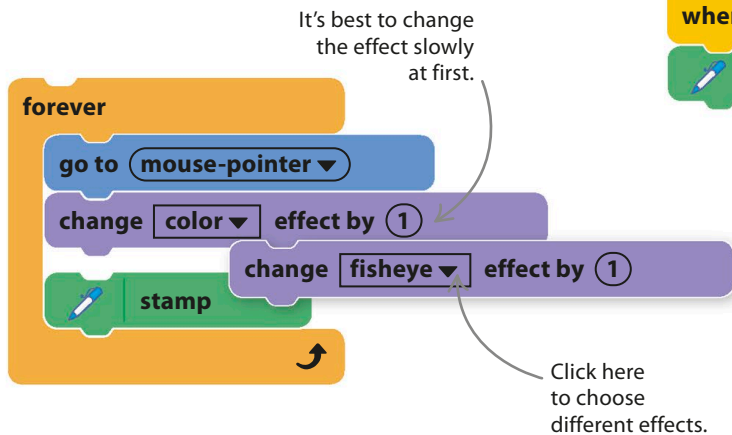 It's best to change
the effect slowly
at first.
forever
go to mouse-pointer
change color effect by 1
change fisheye effect by 1
stamp
Click here
to choose
different effects.